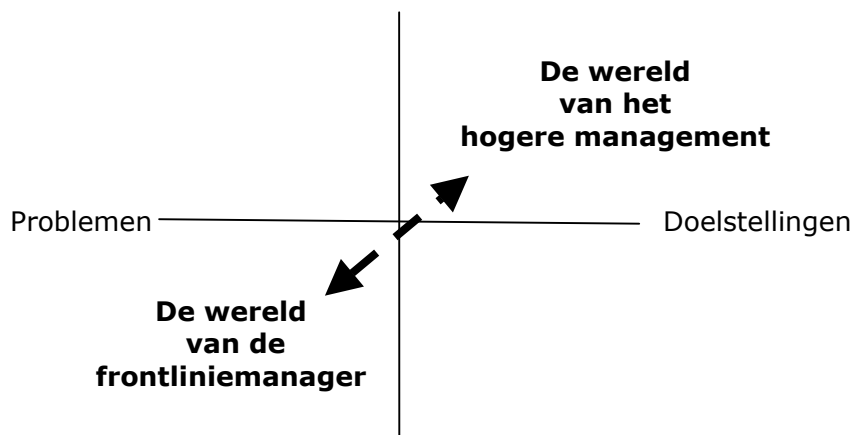 De wereld
van het
hogere management
Problemen
Doelstellingen
De wereld
van de
frontliniemanager